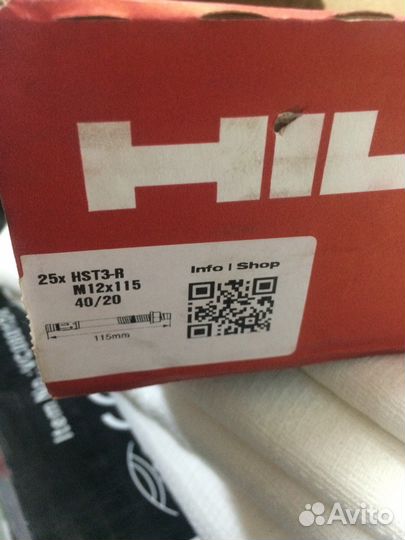 HIL
25x HST3-R
M12x115
40/20
115mm
Info | Shop
Avito